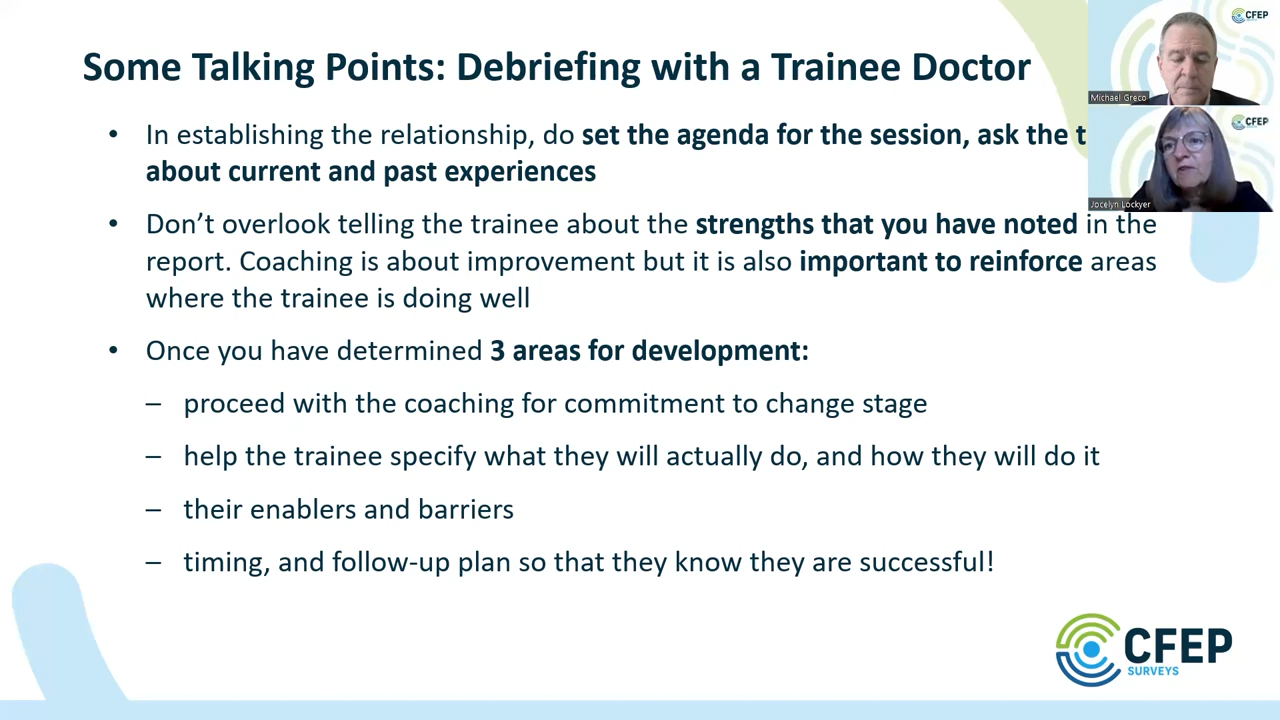 Some Talking Points: Debriefing with a Trainee Doctor
• In establishing the relationship, do set the agenda for the session, ask the
about current and past experiences
• Don’t overlook telling the trainee about the strengths that you have noted in the
report. Coaching is about improvement but it is also important to reinforce areas
where the trainee is doing well
• Once you have determined 3 areas for development:
– proceed with the coaching for commitment to change stage
– help the trainee specify what they will actually do, and how they will do it
– their enablers and barriers
– timing, and follow-up plan so that they know they are successful!
CFEP
Michael Greco
CFEP
Jocelyn Lockyer
CFEP
SURVEYS